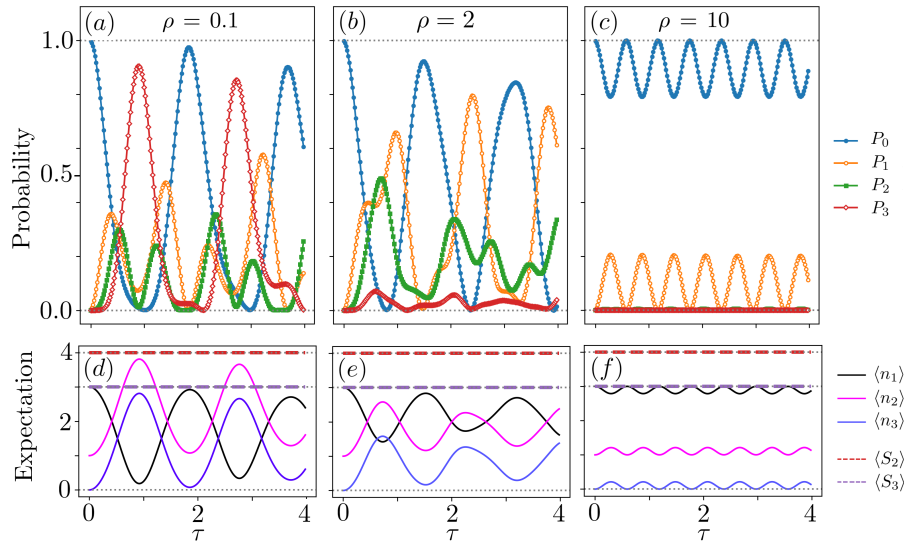 (a) ρ = 0.1
(b) ρ = 2
(c) ρ = 10
Probability
1.0
0.5
0.0
P₀
P₁
P₂
P₃
(d)
(e)
(f)
Expectation
4
2
0
⟨n₁⟩
⟨n₂⟩
⟨n₃⟩
⟨S₂⟩
⟨S₃⟩
0 2 4
0 2 4
0 2 4
τ
τ
τ